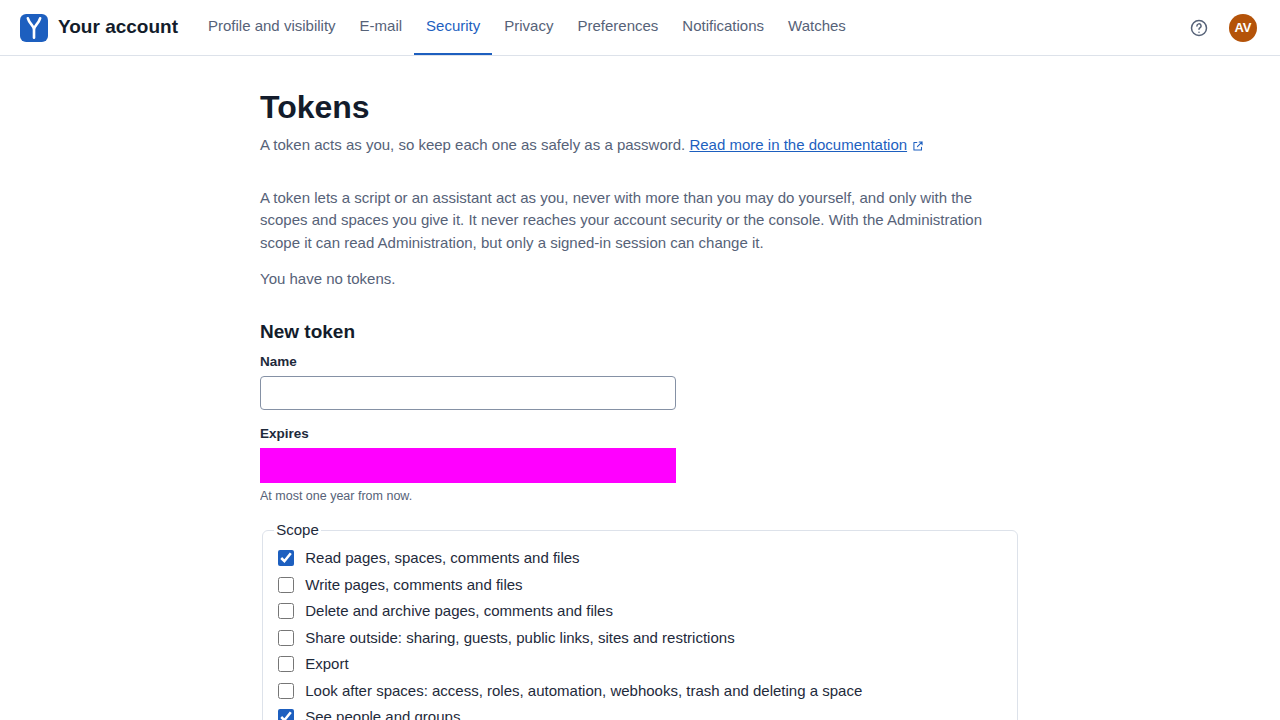 Your account
Profile and visibility
E-mail
Security
Privacy
Preferences
Notifications
Watches
AV
Tokens
A token acts as you, so keep each one as safely as a password. Read more in the documentation
A token lets a script or an assistant act as you, never with more than you may do yourself, and only with the
scopes and spaces you give it. It never reaches your account security or the console. With the Administration
scope it can read Administration, but only a signed-in session can change it.
You have no tokens.
New token
Name
Expires
At most one year from now.
Scope
Read pages, spaces, comments and files
Write pages, comments and files
Delete and archive pages, comments and files
Share outside: sharing, guests, public links, sites and restrictions
Export
Look after spaces: access, roles, automation, webhooks, trash and deleting a space
See people and groups